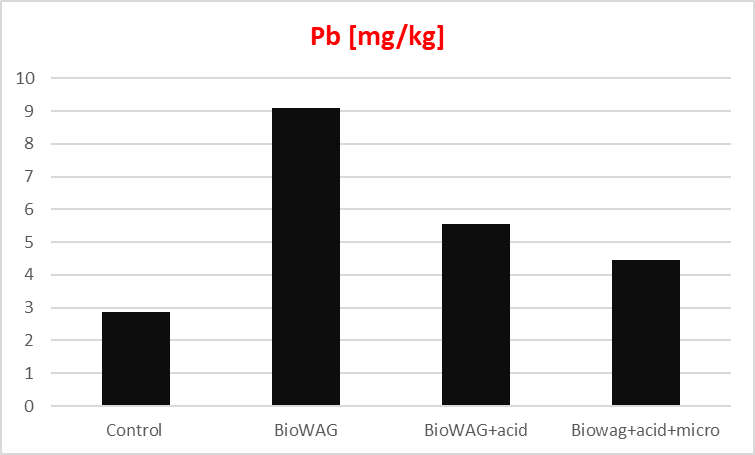 Pb [mg/kg]
10
9
8
7
6
5
4
3
2
1
0
Control
BioWAG
BioWAG+acid
Biowag+acid+micro